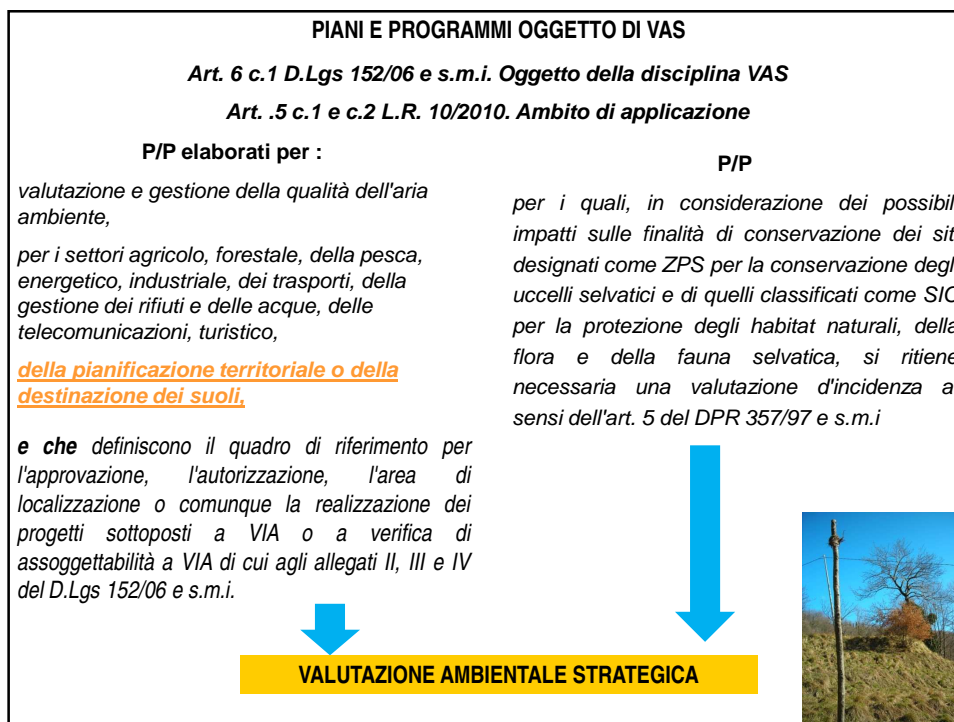 PIANI E PROGRAMMI OGGETTO DI VAS
Art. 6 c.1 D.Lgs 152/06 e s.m.i. Oggetto della disciplina VAS
Art. .5 c.1 e c.2 L.R. 10/2010. Ambito di applicazione
P/P elaborati per :
valutazione e gestione della qualità dell'aria
ambiente,
per i settori agricolo, forestale, della pesca,
energetico, industriale, dei trasporti, della
gestione dei rifiuti e delle acque, delle
telecomunicazioni, turistico,
della pianificazione territoriale o della
destinazione dei suoli,
e che definiscono il quadro di riferimento per
l'approvazione, l'autorizzazione, l'area di
localizzazione o comunque la realizzazione dei
progetti sottoposti a VIA o a verifica di
assoggettabilità a VIA di cui agli allegati II, III e IV
del D.Lgs 152/06 e s.m.i.
P/P
per i quali, in considerazione dei possibil
impatti sulle finalità di conservazione dei sit
designati come ZPS per la conservazione degl
uccelli selvatici e di quelli classificati come SIC
per la protezione degli habitat naturali, della
flora e della fauna selvatica, si ritiene
necessaria una valutazione d'incidenza a
sensi dell'art. 5 del DPR 357/97 e s.m.i
VALUTAZIONE AMBIENTALE STRATEGICA